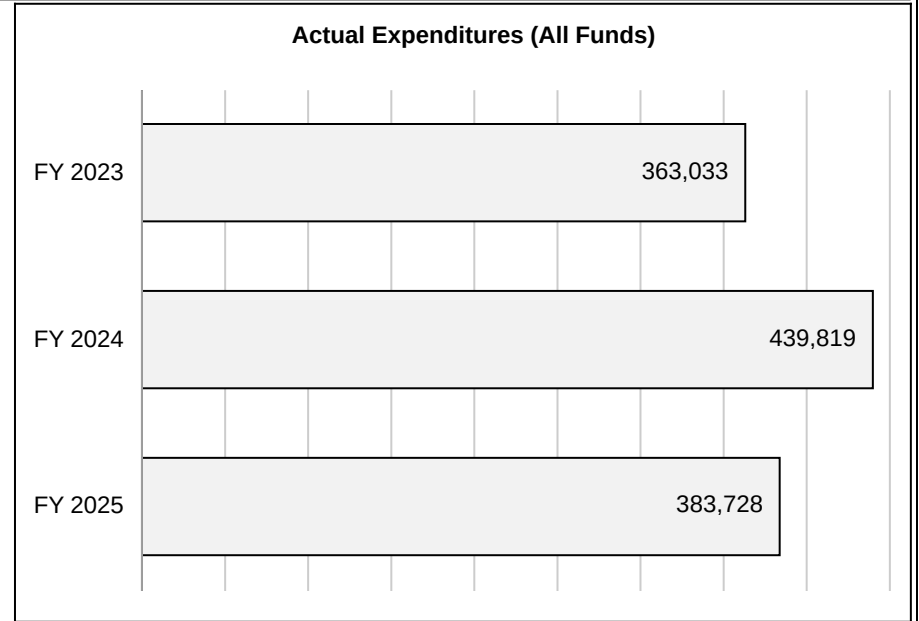 Actual Expenditures (All Funds)
FY 2023 363,033
FY 2024 439,819
FY 2025 383,728